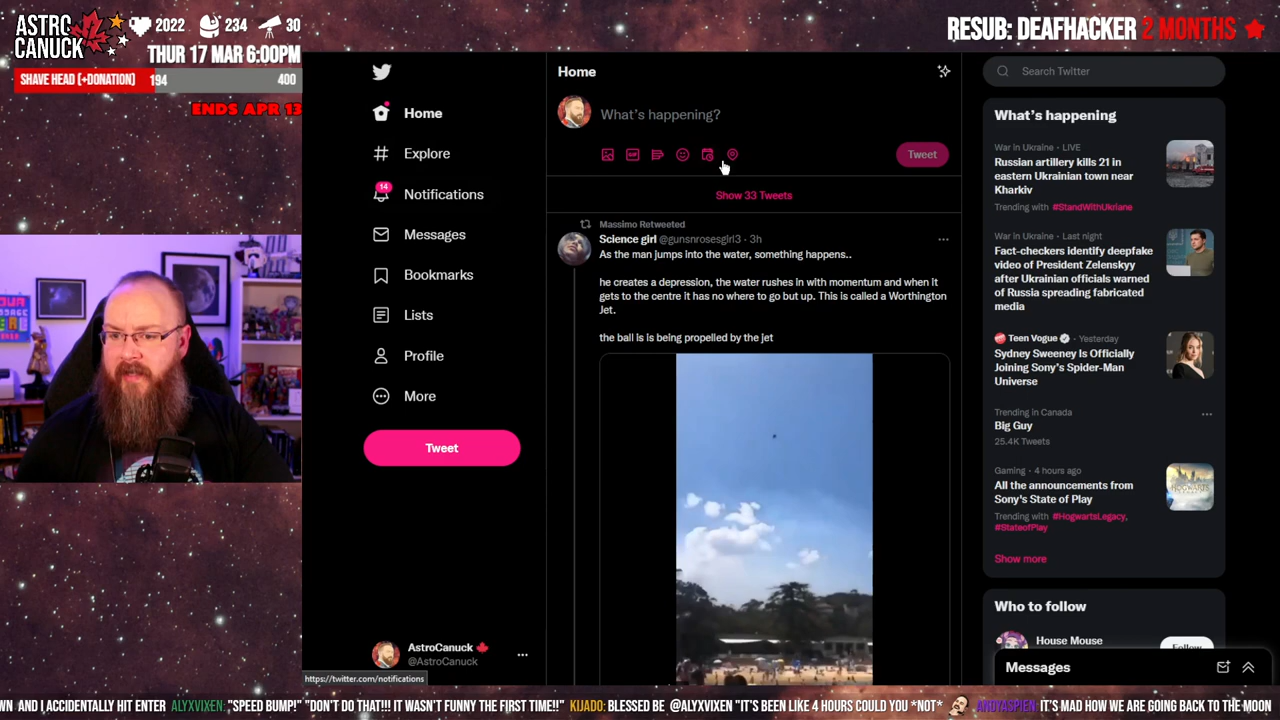 ASTRO
CANUCK
2022
234
30
THUR 17 MAR 6:00PM
SHAVE HEAD (+DONATION)
194
400
ENDS APR 13
RESUB: DEAFHACKER 2 MONTHS
Home
Explore
14
Notifications
Messages
Bookmarks
Lists
Profile
More
Tweet
AstroCanuck
@AstroCanuck
https://twitter.com/notifications
Home
What's happening?
GIF
Tweet
Show 33 Tweets
Massimo Retweeted
Science girl @gunsnrosesgirl3 · 3h
As the man jumps into the water, something happens..
he creates a depression, the water rushes in with momentum and when it
gets to the centre it has no where to go but up. This is called a Worthington
Jet.
the ball is is being propelled by the jet
Search Twitter
What's happening
War in Ukraine · LIVE
Russian artillery kills 21 in
eastern Ukrainian town near
Kharkiv
Trending with #StandWithUkriane
War in Ukraine · Last night
Fact-checkers identify deepfake
video of President Zelenskyy
after Ukrainian officials warned
of Russia spreading fabricated
media
Teen Vogue · Yesterday
Sydney Sweeney Is Officially
Joining Sony's Spider-Man
Universe
Trending in Canada
Big Guy
25.4K Tweets
Gaming · 4 hours ago
All the announcements from
Sony's State of Play
Trending with #HogwartsLegacy,
#StateofPlay
Show more
Who to follow
House Mouse
Follow
Messages
WN AND I ACCIDENTALLY HIT ENTER ALYXVIXEN: "SPEED BUMP!" "DON'T DO THAT!!! IT WASN'T FUNNY THE FIRST TIME!!" KIJADO: BLESSED BE @ALYXVIXEN "IT'S BEEN LIKE 4 HOURS COULD YOU *NOT* ANDYASPIEN: IT'S MAD HOW WE ARE GOING BACK TO THE MOON